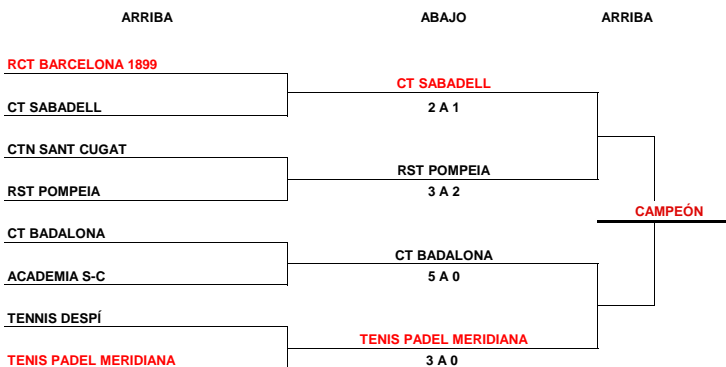 ARRIBA ABAJO ARRIBA
RCT BARCELONA 1899
CT SABADELL
CT SABADELL
2 A 1
CTN SANT CUGAT
RST POMPEIA
RST POMPEIA
3 A 2
CAMPEÓN
CT BADALONA
CT BADALONA
ACADEMIA S-C
5 A 0
TENNIS DESPÍ
TENIS PADEL MERIDIANA
TENIS PADEL MERIDIANA
3 A 0